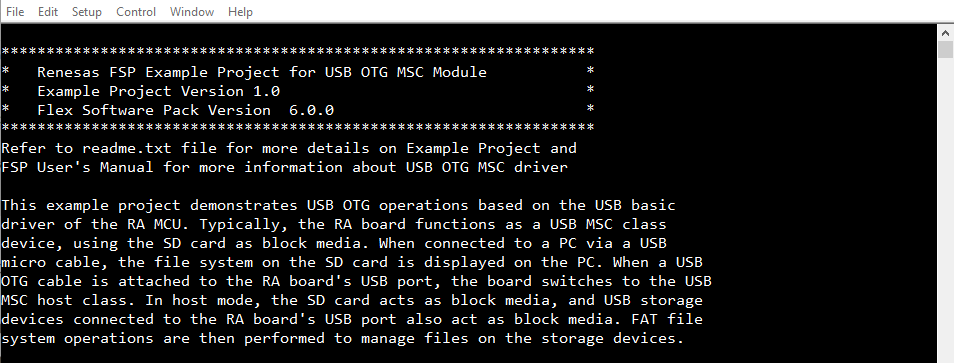 File Edit Setup Control Window Help
******************************************************************
*   Renesas FSP Example Project for USB OTG MSC Module           *
*   Example Project Version 1.0                                  *
*   Flex Software Pack Version  6.0.0                            *
******************************************************************
Refer to readme.txt file for more details on Example Project and
FSP User's Manual for more information about USB OTG MSC driver
This example project demonstrates USB OTG operations based on the USB basic
driver of the RA MCU. Typically, the RA board functions as a USB MSC class
device, using the SD card as block media. When connected to a PC via a USB
micro cable, the file system on the SD card is displayed on the PC. When a USB
OTG cable is attached to the RA board's USB port, the board switches to the USB
MSC host class. In host mode, the SD card acts as block media, and USB storage
devices connected to the RA board's USB port also act as block media. FAT file
system operations are then performed to manage files on the storage devices.